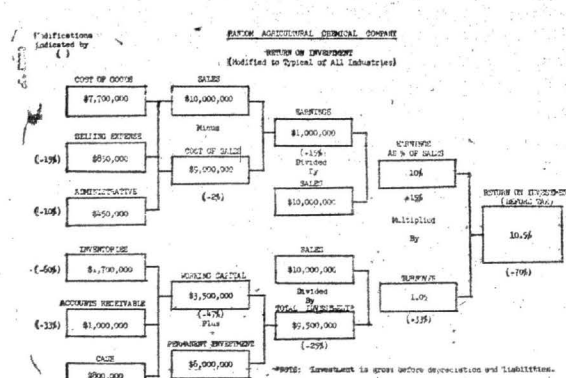 Modifications
indicated by
( )
RANDOM AGRICULTURAL CHEMICAL COMPANY
RETURN ON INVESTMENT
(Modified to Typical of All Industries)
COST OF GOODS
$7,700,000
SALES
$10,000,000
Minus
EARNINGS
$1,000,000
(-15%)
Divided
By
SALES
$10,000,000
SELLING EXPENSE
(-15%)
$850,000
COST OF SALES
$9,000,000
(-2%)
ADMINISTRATIVE
(-10%)
$450,000
EARNINGS
AS % OF SALES
10%
Multiplied
By
RETURN ON INVESTMENT
(BEFORE TAX)
10.5%
(-70%)
INVENTORIES
(-60%)
$1,700,000
WORKING CAPITAL
$3,500,000
(-47%)
Plus
SALES
$10,000,000
Divided
By
TOTAL INVESTMENT*
$9,500,000
(-25%)
TURNOVER
1.05
(+33%)
ACCOUNTS RECEIVABLE
(-33%)
$1,000,000
PERMANENT INVESTMENT
$6,000,000
CASH
$800,000
*NOTE: Investment is gross before depreciation and liabilities.